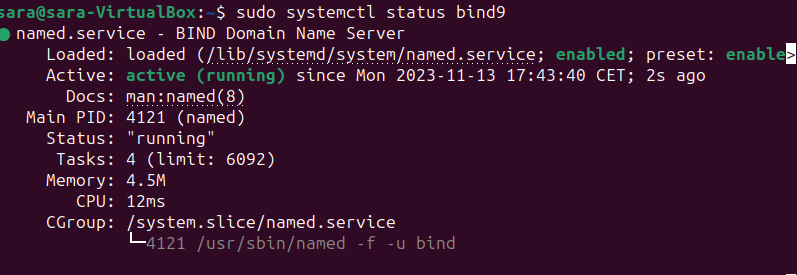 sara@sara-VirtualBox:~$ sudo systemctl status bind9
● named.service - BIND Domain Name Server
     Loaded: loaded (/lib/systemd/system/named.service; enabled; preset: enable>
     Active: active (running) since Mon 2023-11-13 17:43:40 CET; 2s ago
       Docs: man:named(8)
   Main PID: 4121 (named)
     Status: "running"
      Tasks: 4 (limit: 6092)
     Memory: 4.5M
        CPU: 12ms
     CGroup: /system.slice/named.service
             └─4121 /usr/sbin/named -f -u bind